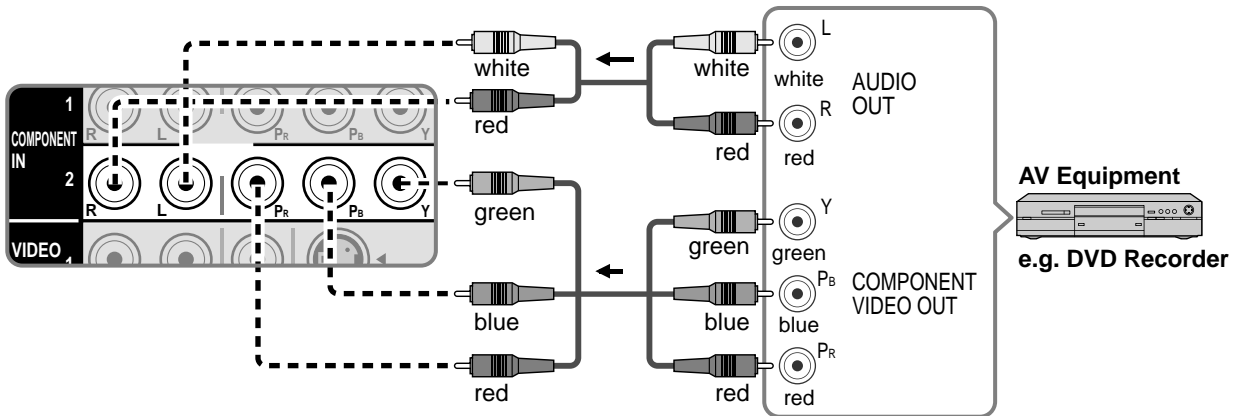 1
COMPONENT
IN
R L PR PB Y
2
R L PR PB Y
VIDEO 1
white
red
green
blue
red
white
red
green
blue
red
L
white
R
red
AUDIO
OUT
Y
green
PB
blue
PR
red
COMPONENT
VIDEO OUT
AV Equipment
e.g. DVD Recorder